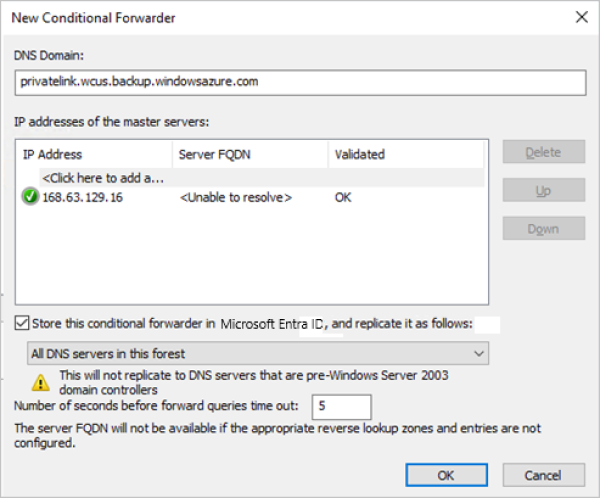 New Conditional Forwarder
DNS Domain:
privatelink.wcus.backup.windowsazure.com
IP addresses of the master servers:
IP Address Server FQDN Validated Delete
<Click here to add a...
168.63.129.16 <Unable to resolve> OK Up
Down
Store this conditional forwarder in Microsoft Entra ID, and replicate it as follows:
All DNS servers in this forest
This will not replicate to DNS servers that are pre-Windows Server 2003
domain controllers
Number of seconds before forward queries time out: 5
The server FQDN will not be available if the appropriate reverse lookup zones and entries are not
configured.
OK Cancel